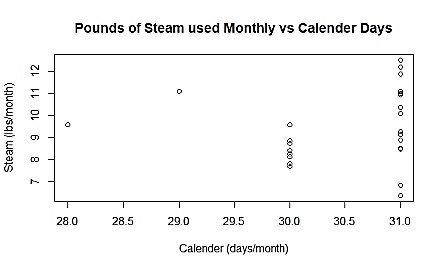 Pounds of Steam used Monthly vs Calender Days
Steam (lbs/month)
12
11
10
9
8
7
28.0 28.5 29.0 29.5 30.0 30.5 31.0
Calender (days/month)